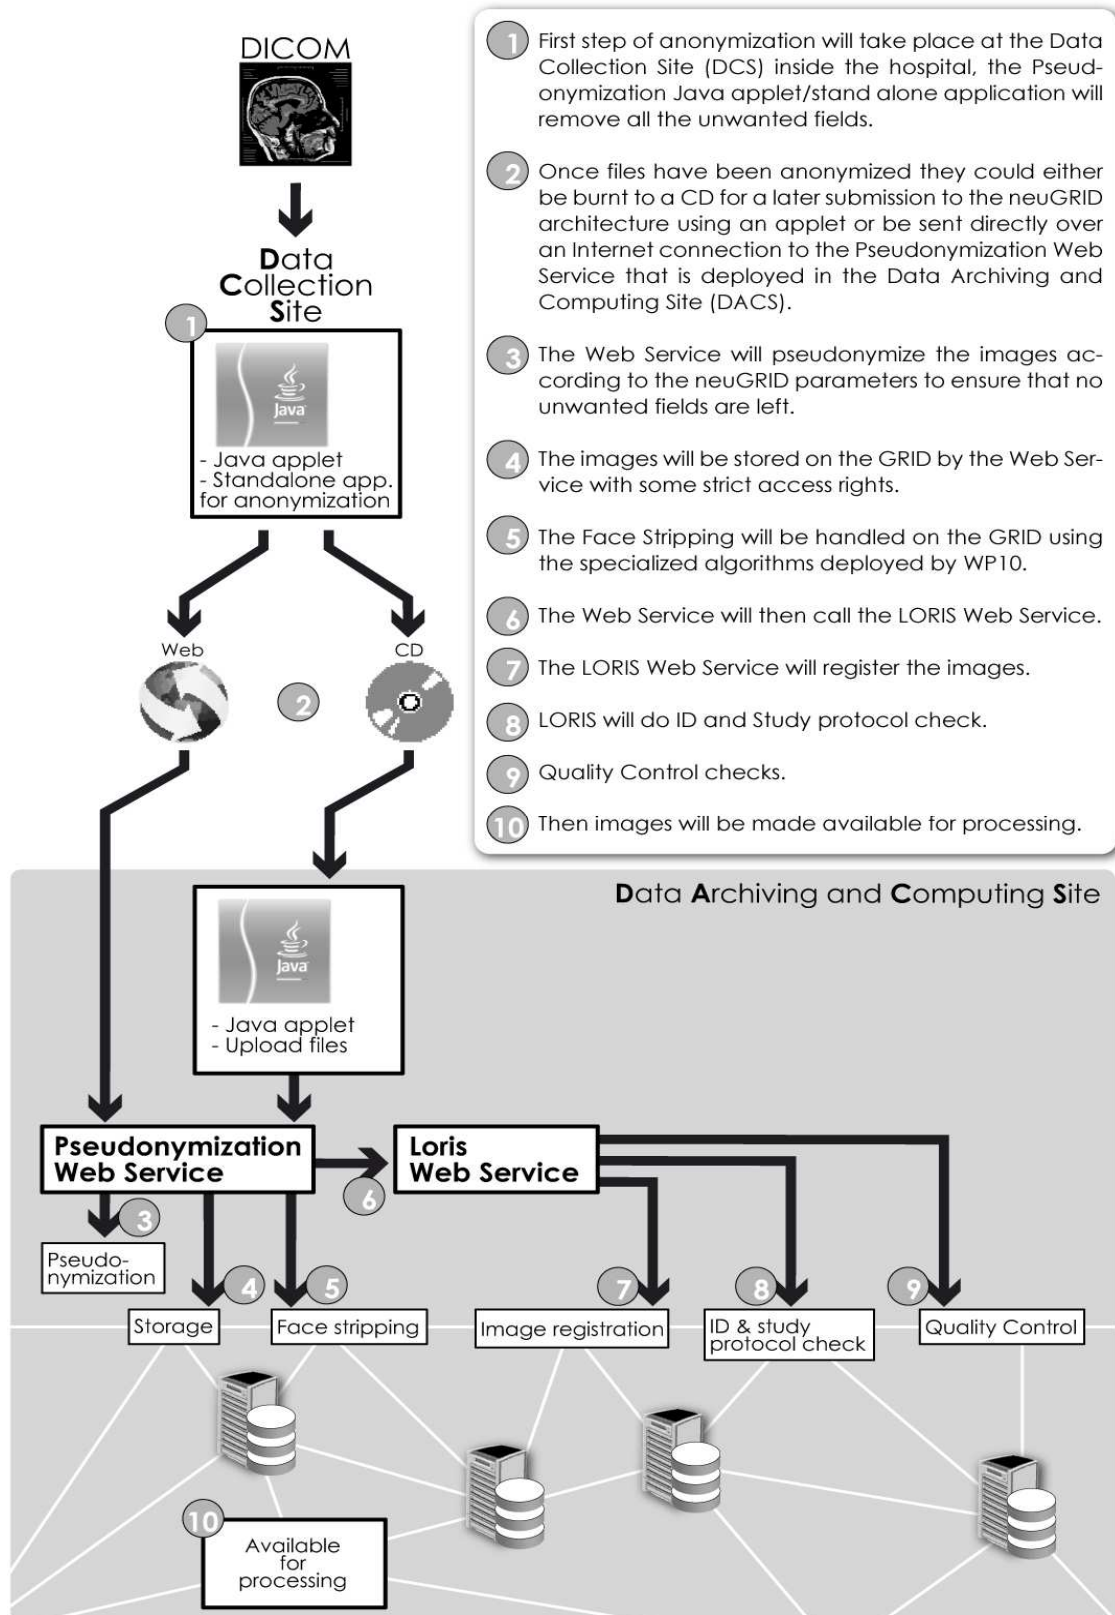 DICOM
Data
Collection
Site
1
Java
- Java applet
- Standalone app.
for anonymization
Web
2
CD
1 First step of anonymization will take place at the Data
Collection Site (DCS) inside the hospital, the Pseud-
onymization Java applet/stand alone application will
remove all the unwanted fields.
2 Once files have been anonymized they could either
be burnt to a CD for a later submission to the neuGRID
architecture using an applet or be sent directly over
an Internet connection to the Pseudonymization Web
Service that is deployed in the Data Archiving and
Computing Site (DACS).
3 The Web Service will pseudonymize the images ac-
cording to the neuGRID parameters to ensure that no
unwanted fields are left.
4 The images will be stored on the GRID by the Web Ser-
vice with some strict access rights.
5 The Face Stripping will be handled on the GRID using
the specialized algorithms deployed by WP10.
6 The Web Service will then call the LORIS Web Service.
7 The LORIS Web Service will register the images.
8 LORIS will do ID and Study protocol check.
9 Quality Control checks.
10 Then images will be made available for processing.
Data Archiving and Computing Site
Java
- Java applet
- Upload files
Pseudonymization
Web Service
Loris
Web Service
6
3
Pseudo-
nymization
4
Storage
5
Face stripping
7
Image registration
8
ID & study
protocol check
9
Quality Control
10
Available
for
processing